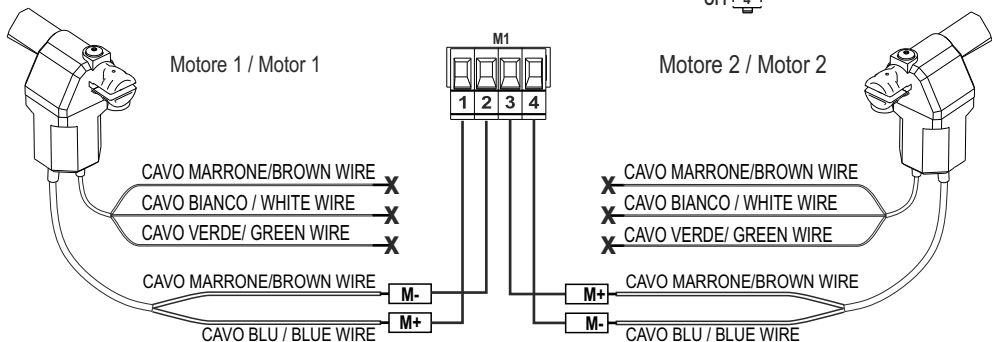 OFF 4
M1
Motore 1 / Motor 1
Motore 2 / Motor 2
1 2 3 4
CAVO MARRONE/BROWN WIRE X
CAVO BIANCO / WHITE WIRE X
CAVO VERDE/ GREEN WIRE X
X CAVO MARRONE/BROWN WIRE
X CAVO BIANCO / WHITE WIRE
X CAVO VERDE/ GREEN WIRE
CAVO MARRONE/BROWN WIRE M-
CAVO BLU / BLUE WIRE M+
M+ CAVO MARRONE/BROWN WIRE
M- CAVO BLU / BLUE WIRE